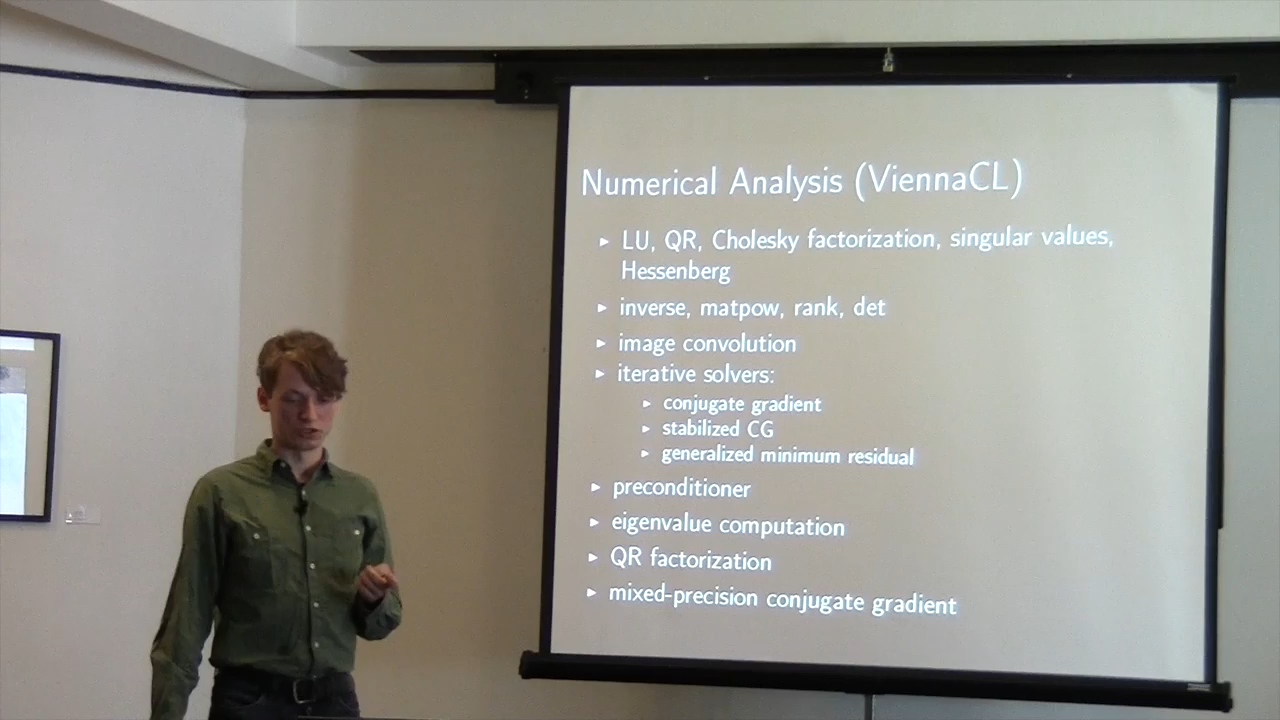 Numerical Analysis (ViennaCL)
▸ LU, QR, Cholesky factorization, singular values,
Hessenberg
▸ inverse, matpow, rank, det
▸ image convolution
▸ iterative solvers:
▸ conjugate gradient
▸ stabilized CG
▸ generalized minimum residual
▸ preconditioner
▸ eigenvalue computation
▸ QR factorization
▸ mixed-precision conjugate gradient